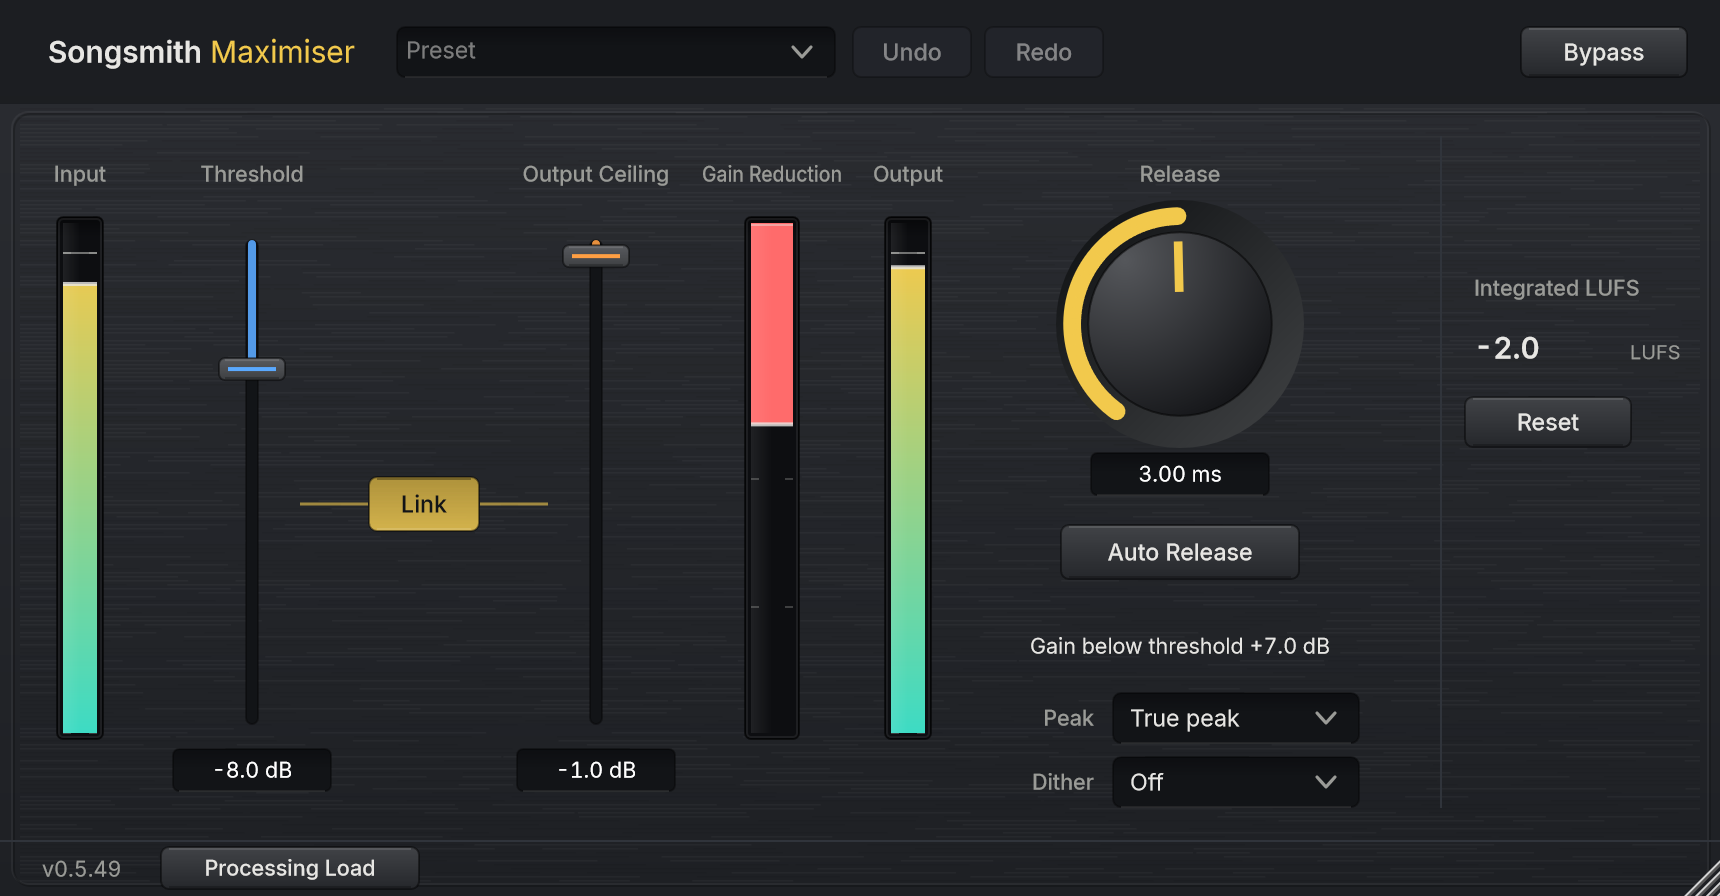 Songsmith Maximiser
Preset
Undo
Redo
Bypass
Input
Threshold
Output Ceiling
Gain Reduction
Output
Release
Integrated LUFS
-2.0 LUFS
Reset
3.00 ms
Link
Auto Release
Gain below threshold +7.0 dB
Peak True peak
Dither Off
-8.0 dB
-1.0 dB
v0.5.49
Processing Load